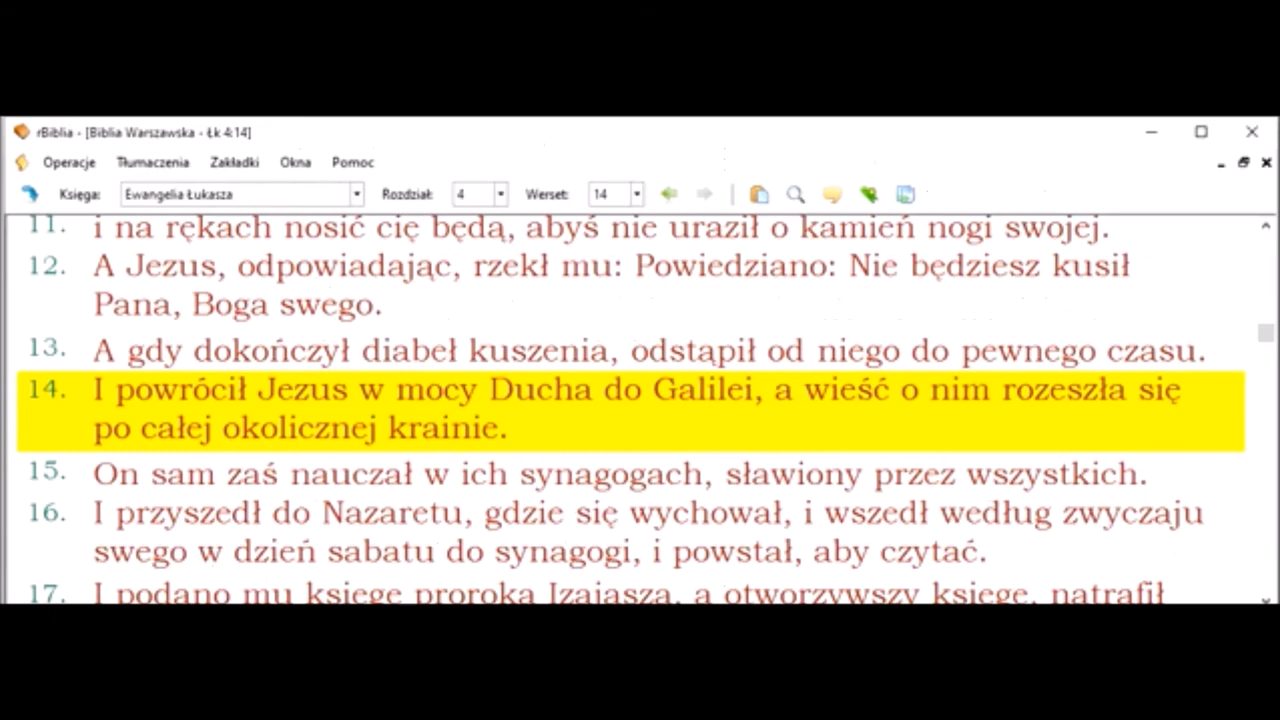 rBiblia - [Biblia Warszawska - Łk 4:14]
Operacje Tłumaczenia Zakładki Okna Pomoc
Księga: Ewangelia Łukasza Rozdział: 4 Werset: 14
11. i na rękach nosić cię będą, abyś nie uraził o kamień nogi swojej.
12. A Jezus, odpowiadając, rzekł mu: Powiedziano: Nie będziesz kusił
Pana, Boga swego.
13. A gdy dokończył diabeł kuszenia, odstąpił od niego do pewnego czasu.
14. I powrócił Jezus w mocy Ducha do Galilei, a wieść o nim rozeszła się
po całej okolicznej krainie.
15. On sam zaś nauczał w ich synagogach, sławiony przez wszystkich.
16. I przyszedł do Nazaretu, gdzie się wychował, i wszedł według zwyczaju
swego w dzień sabatu do synagogi, i powstał, aby czytać.
17. I podano mu księgę proroka Izajasza, a otworzywszy księgę, natrafił